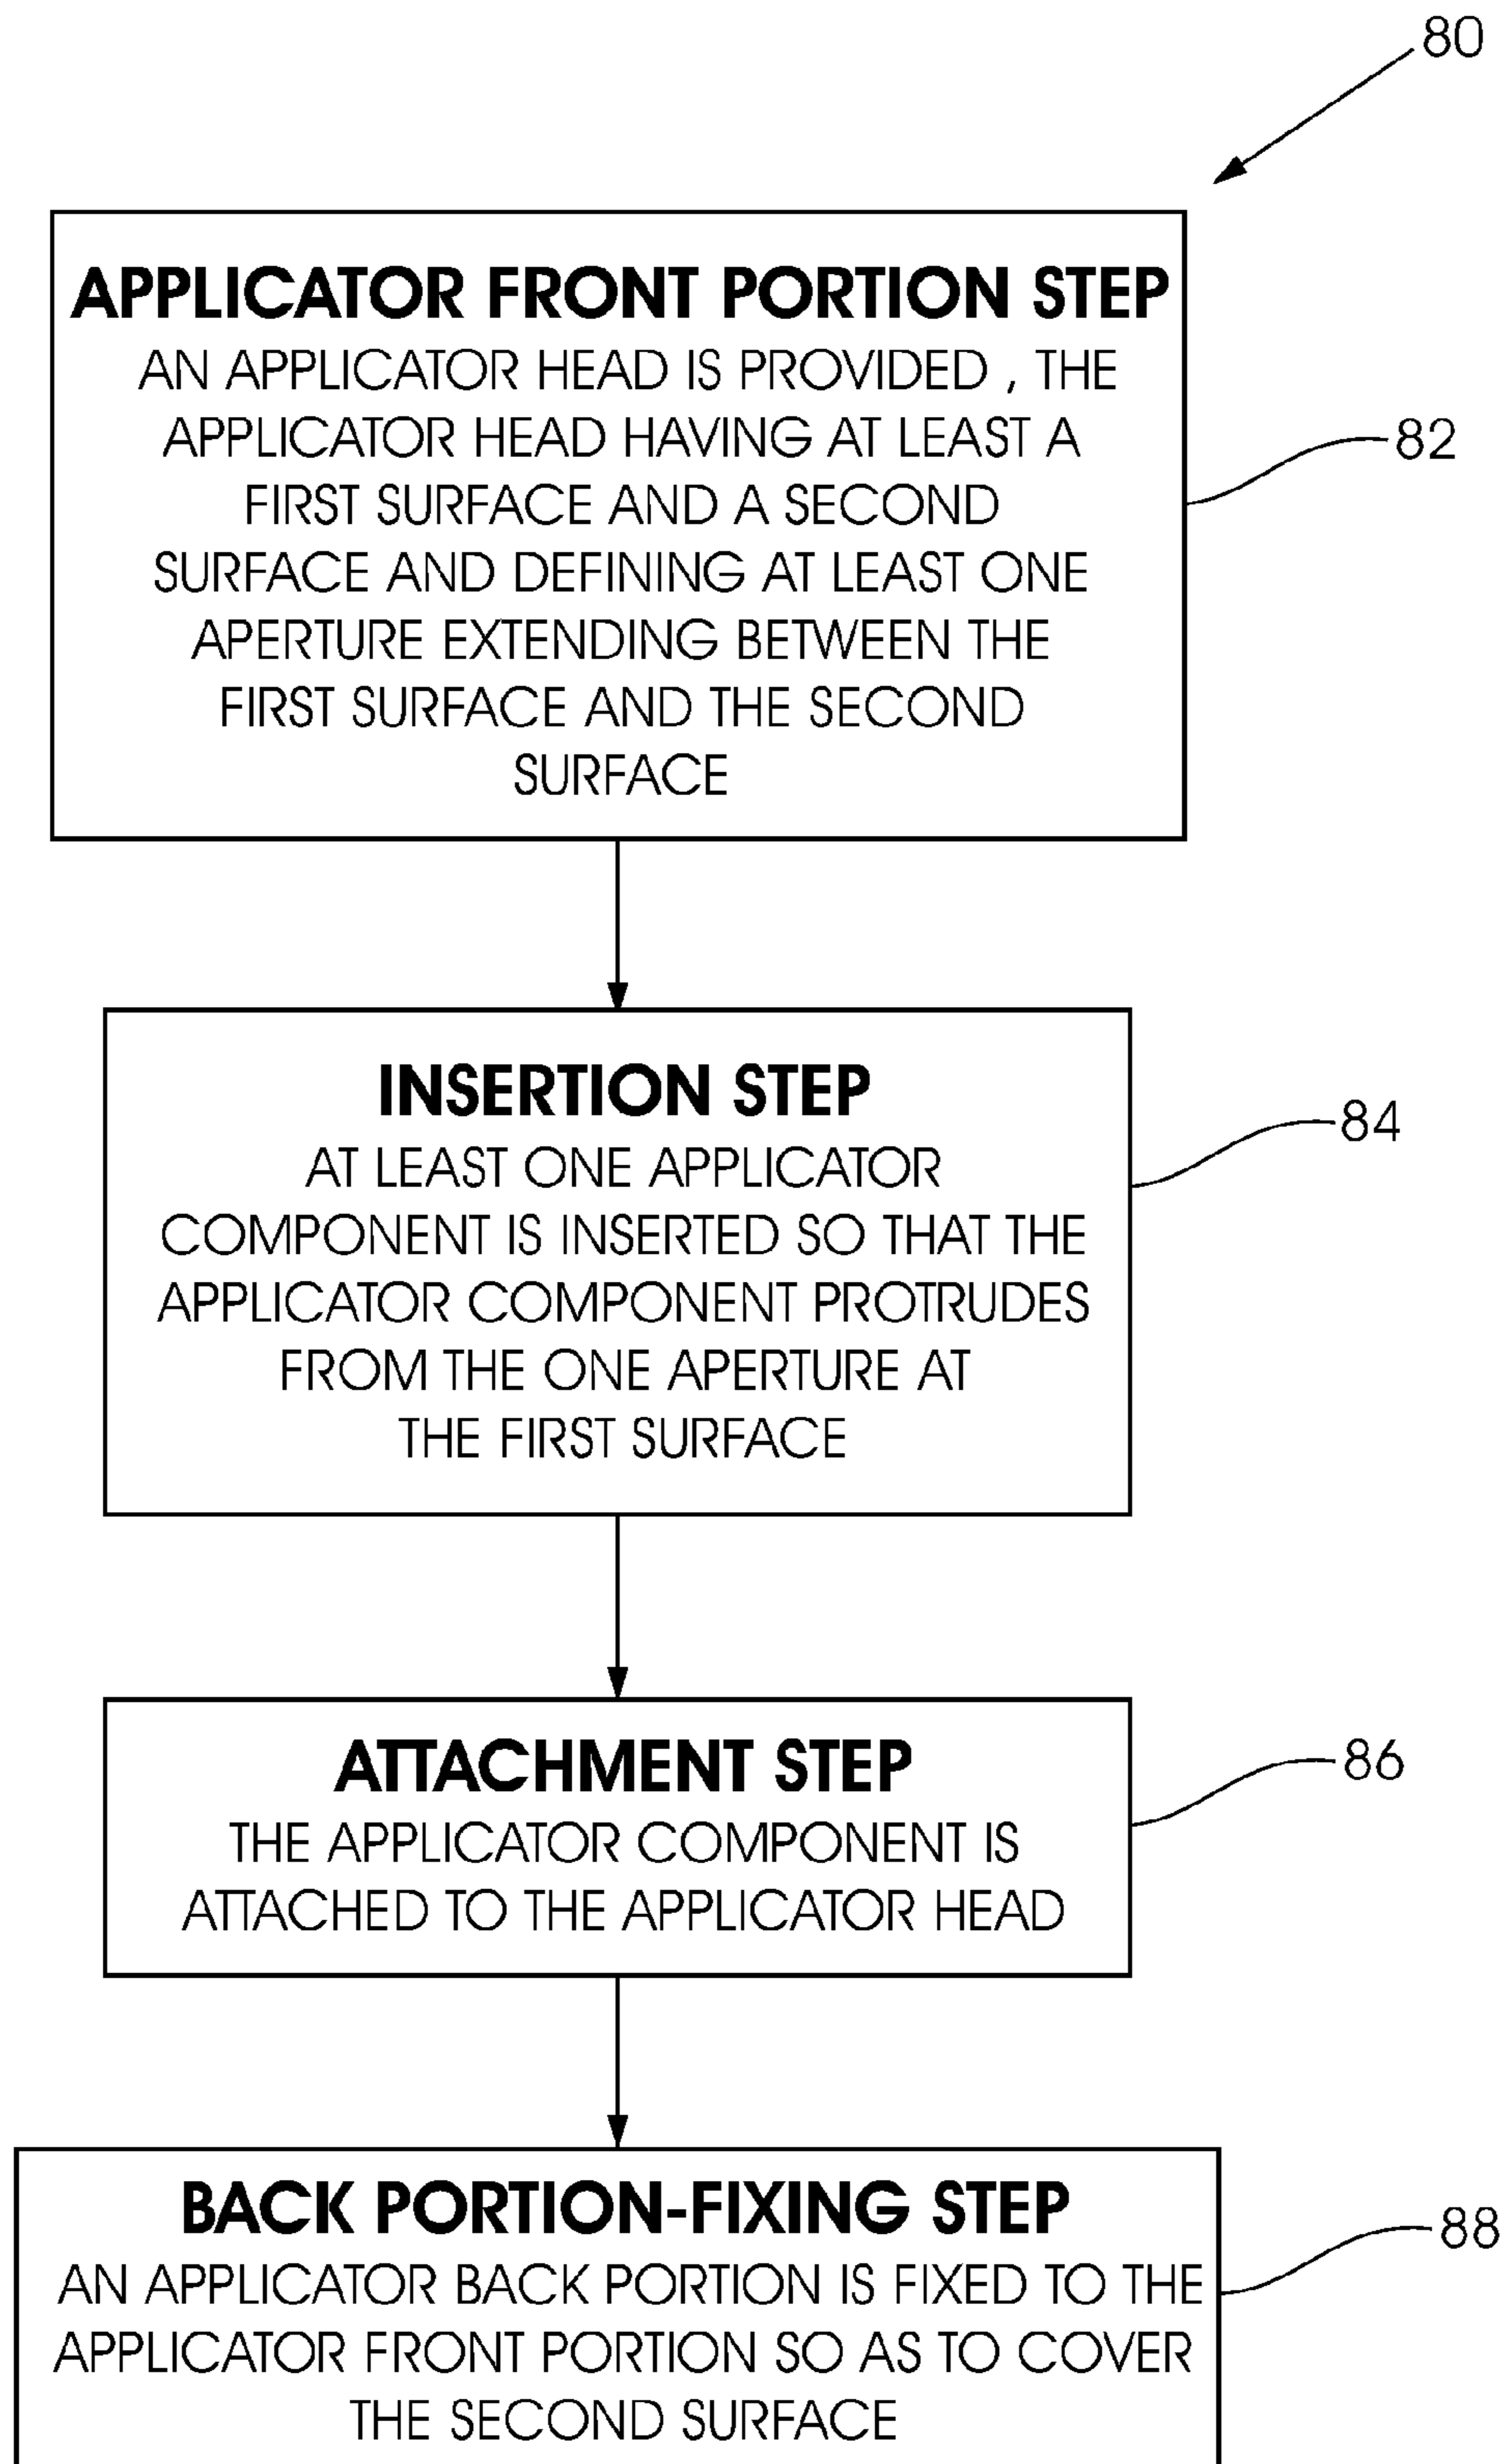 80
APPLICATOR FRONT PORTION STEP
AN APPLICATOR HEAD IS PROVIDED , THE
APPLICATOR HEAD HAVING AT LEAST A
FIRST SURFACE AND A SECOND
SURFACE AND DEFINING AT LEAST ONE
APERTURE EXTENDING BETWEEN THE
FIRST SURFACE AND THE SECOND
SURFACE
82
INSERTION STEP
AT LEAST ONE APPLICATOR
COMPONENT IS INSERTED SO THAT THE
APPLICATOR COMPONENT PROTRUDES
FROM THE ONE APERTURE AT
THE FIRST SURFACE
84
ATTACHMENT STEP
THE APPLICATOR COMPONENT IS
ATTACHED TO THE APPLICATOR HEAD
86
BACK PORTION-FIXING STEP
AN APPLICATOR BACK PORTION IS FIXED TO THE
APPLICATOR FRONT PORTION SO AS TO COVER
THE SECOND SURFACE
88